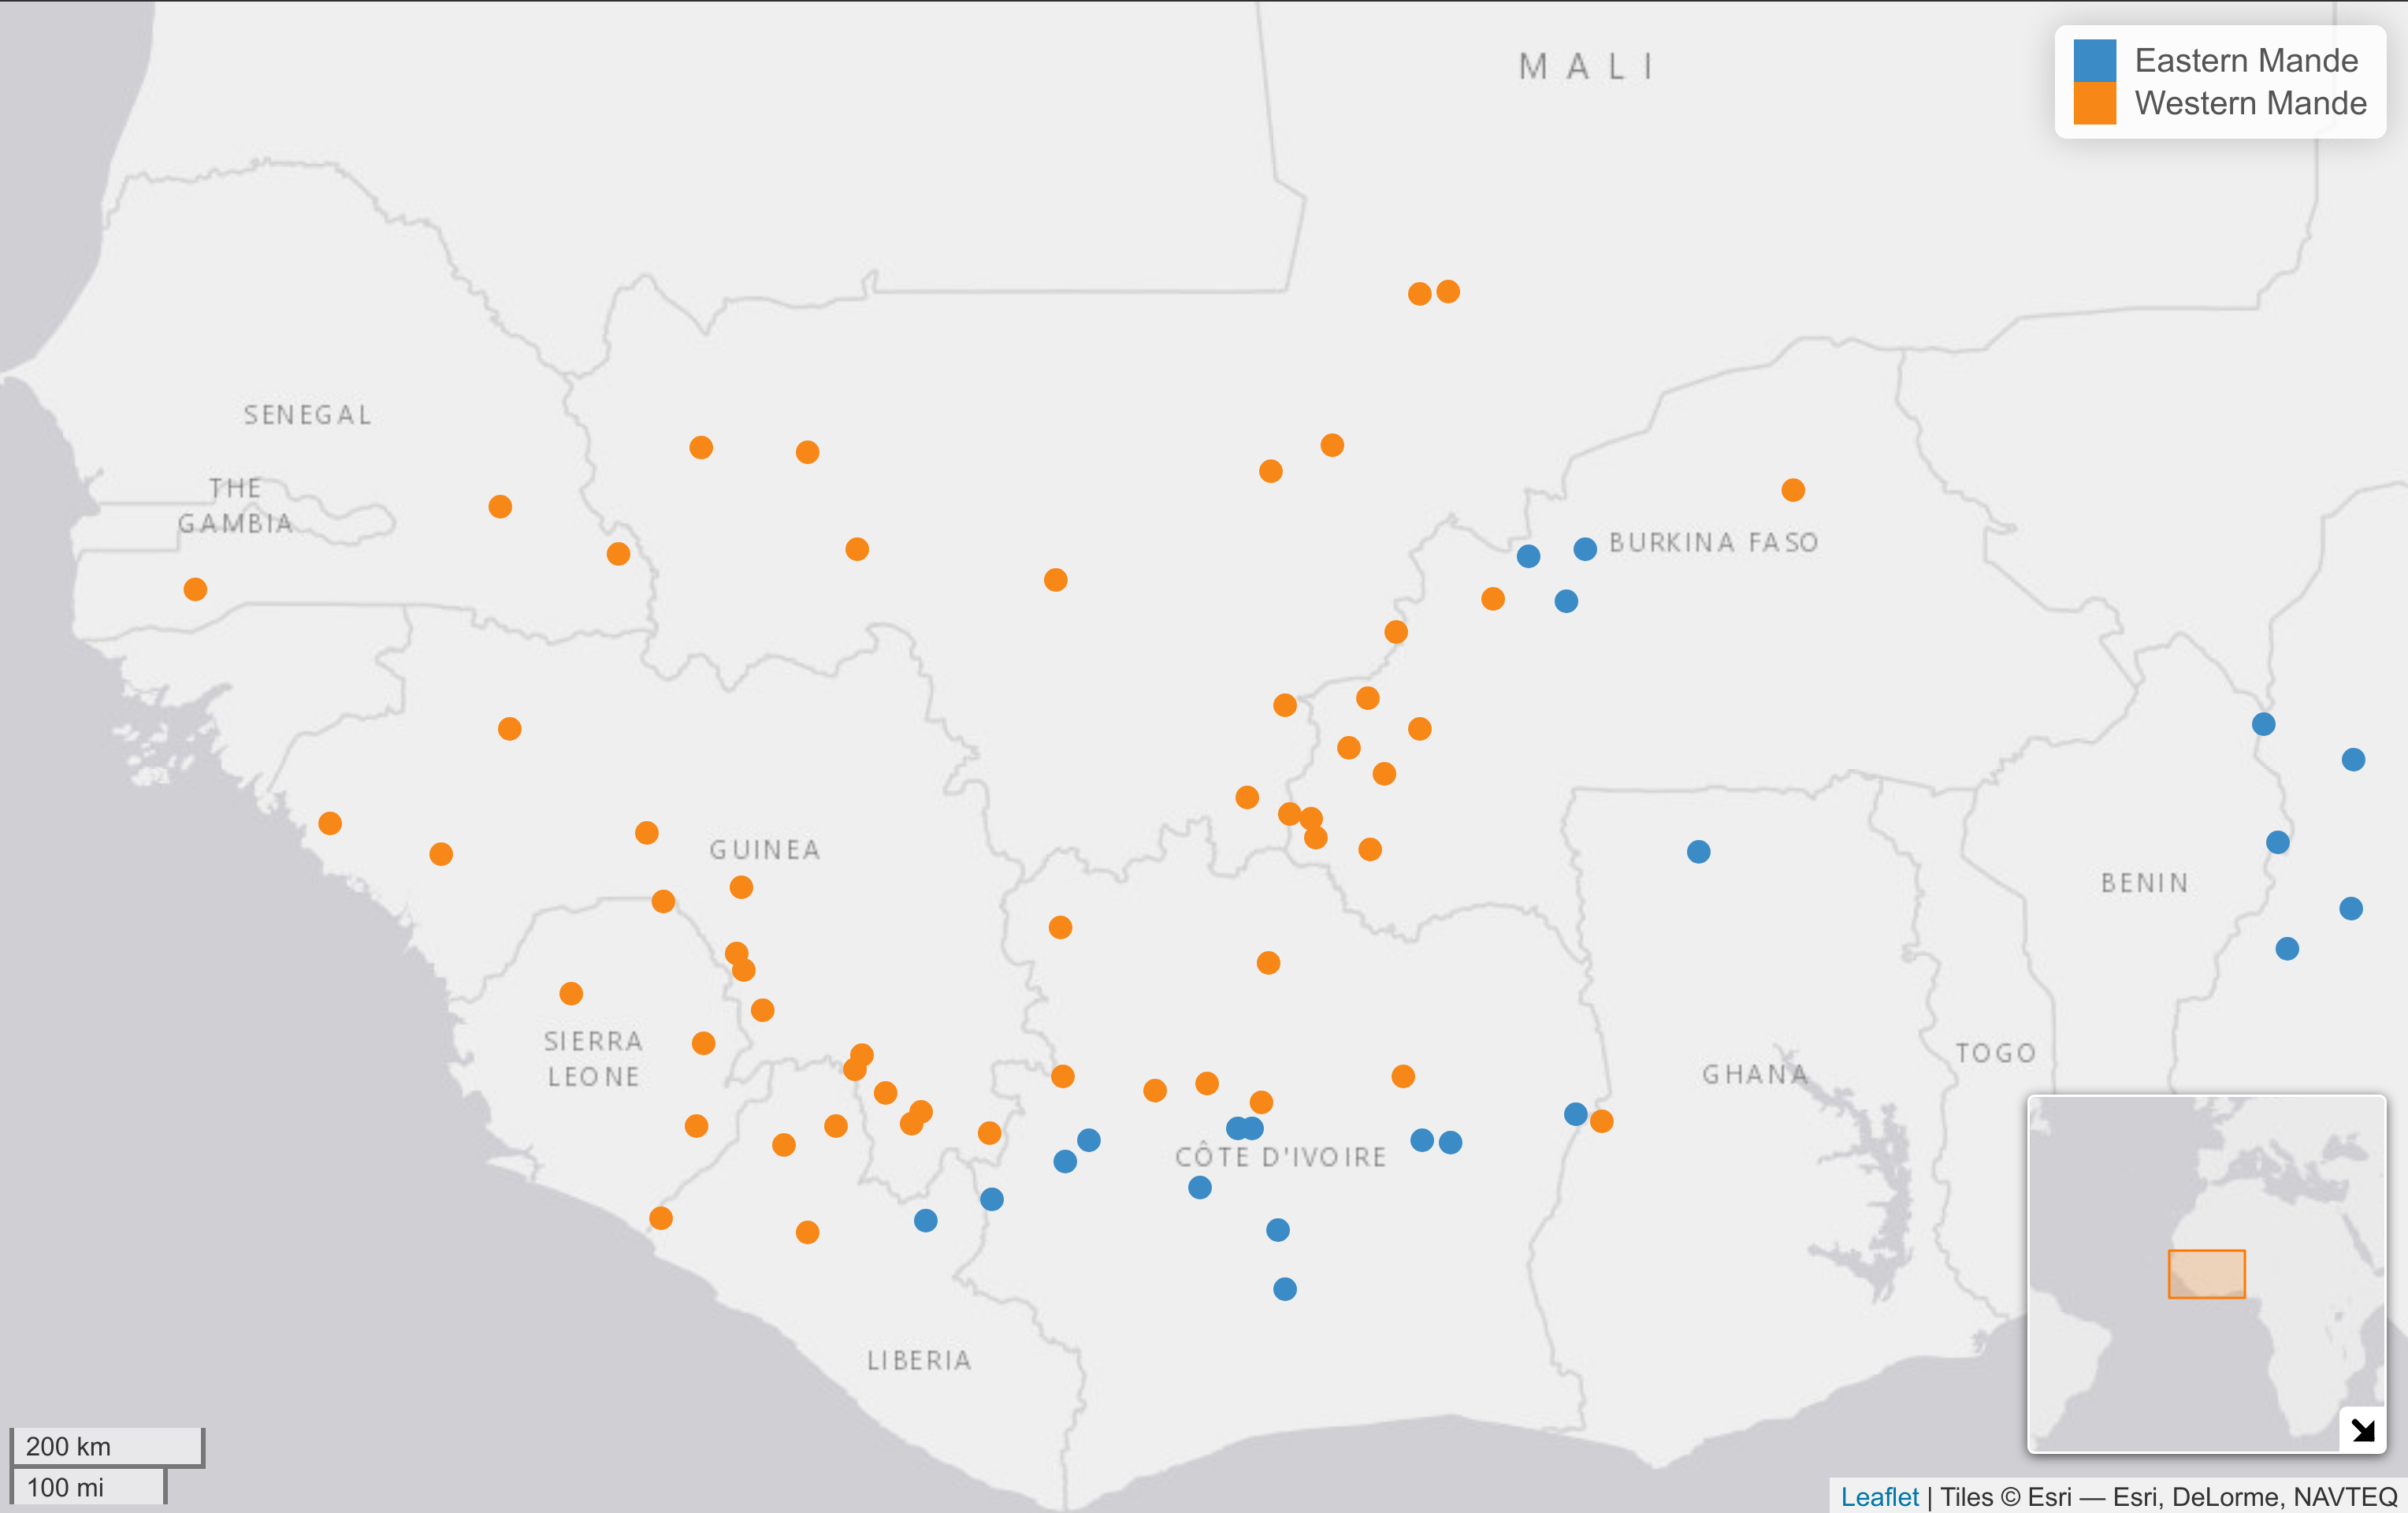 MALI
Eastern Mande
Western Mande
SENEGAL
THE
GAMBIA
BURKINA FASO
GUINEA
BENIN
SIERRA
LEONE
TOGO
GHANA
CÔTE D'IVOIRE
LIBERIA
200 km
100 mi
Leaflet | Tiles © Esri — Esri, DeLorme, NAVTEQ